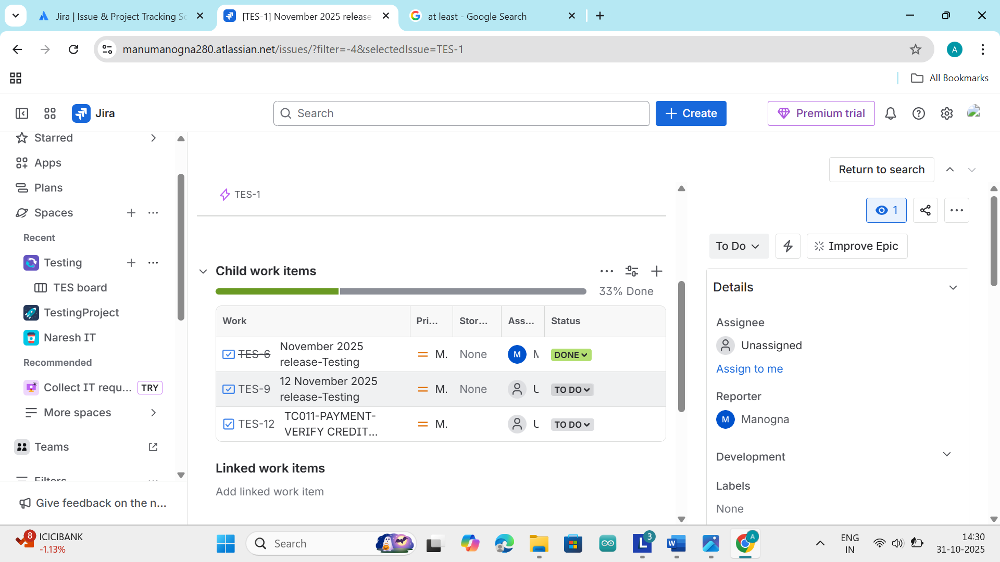 Jira | Issue & Project Tracking So
[TES-1] November 2025 release
at least - Google Search
manumanogna280.atlassian.net/issues/?filter=-4&selectedIssue=TES-1
A
All Bookmarks
Jira
Search
Create
Premium trial
Starred
Apps
Plans
Spaces
Recent
Testing
TES board
TestingProject
Naresh IT
Recommended
Collect IT requ... TRY
More spaces
Teams
Filters
Give feedback on the n...
Return to search
TES-1
1
To Do
Improve Epic
Child work items
33% Done
Work Pri... Stor... Ass... Status
TES-6 November 2025 release-Testing M. None M DONE
TES-9 12 November 2025 release-Testing M. None TO DO
TES-12 TC011-PAYMENT-VERIFY CREDIT... M. TO DO
Linked work items
Add linked work item
Details
Assignee
Unassigned
Assign to me
Reporter
M Manogna
Development
Labels
None
8
ICICIBANK
-1.13%
Search
3
A
ENG
IN
14:30
31-10-2025